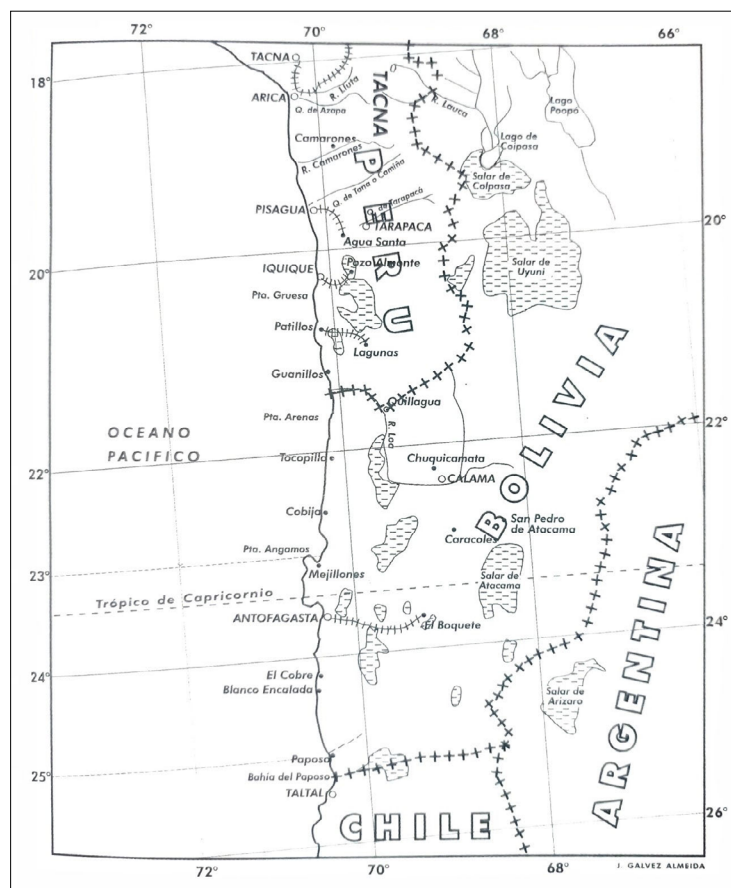 72°
70°
68°
66°
18°
TACNA
ARICA
R. Lluta
Q. de Azapa
TACNA
R. Lauca
Lago Poopó
Lago de Coipasa
Salar de Coipasa
Camarones
R. Camarones
Q. de Tana o Camiña
Q. de Tarapacá
PISAGUA
TARAPACA
Agua Santa
PERU
20°
Salar de Uyuni
IQUIQUE
Pozo Almonte
20°
Pta. Gruesa
Patillos
Lagunas
Guanillos
Quillagua
Pta. Arenas
R. Loa
BOLIVIA
22°
OCEANO
PACIFICO
Tocopilla
22°
Chuquicamata
CALAMA
Cobija
San Pedro
de Atacama
Caracoles
Pta. Angamos
23°
Mejillones
Salar de Atacama
Trópico de Capricornio
ANTOFAGASTA
El Boquete
24°
ARGENTINA
24°
El Cobre
Blanco Encalada
Salar de Arizaro
Paposo
Bahía del Paposo
25°
TALTAL
CHILE
26°
72°
70°
68°
J. GALVEZ ALMEIDA